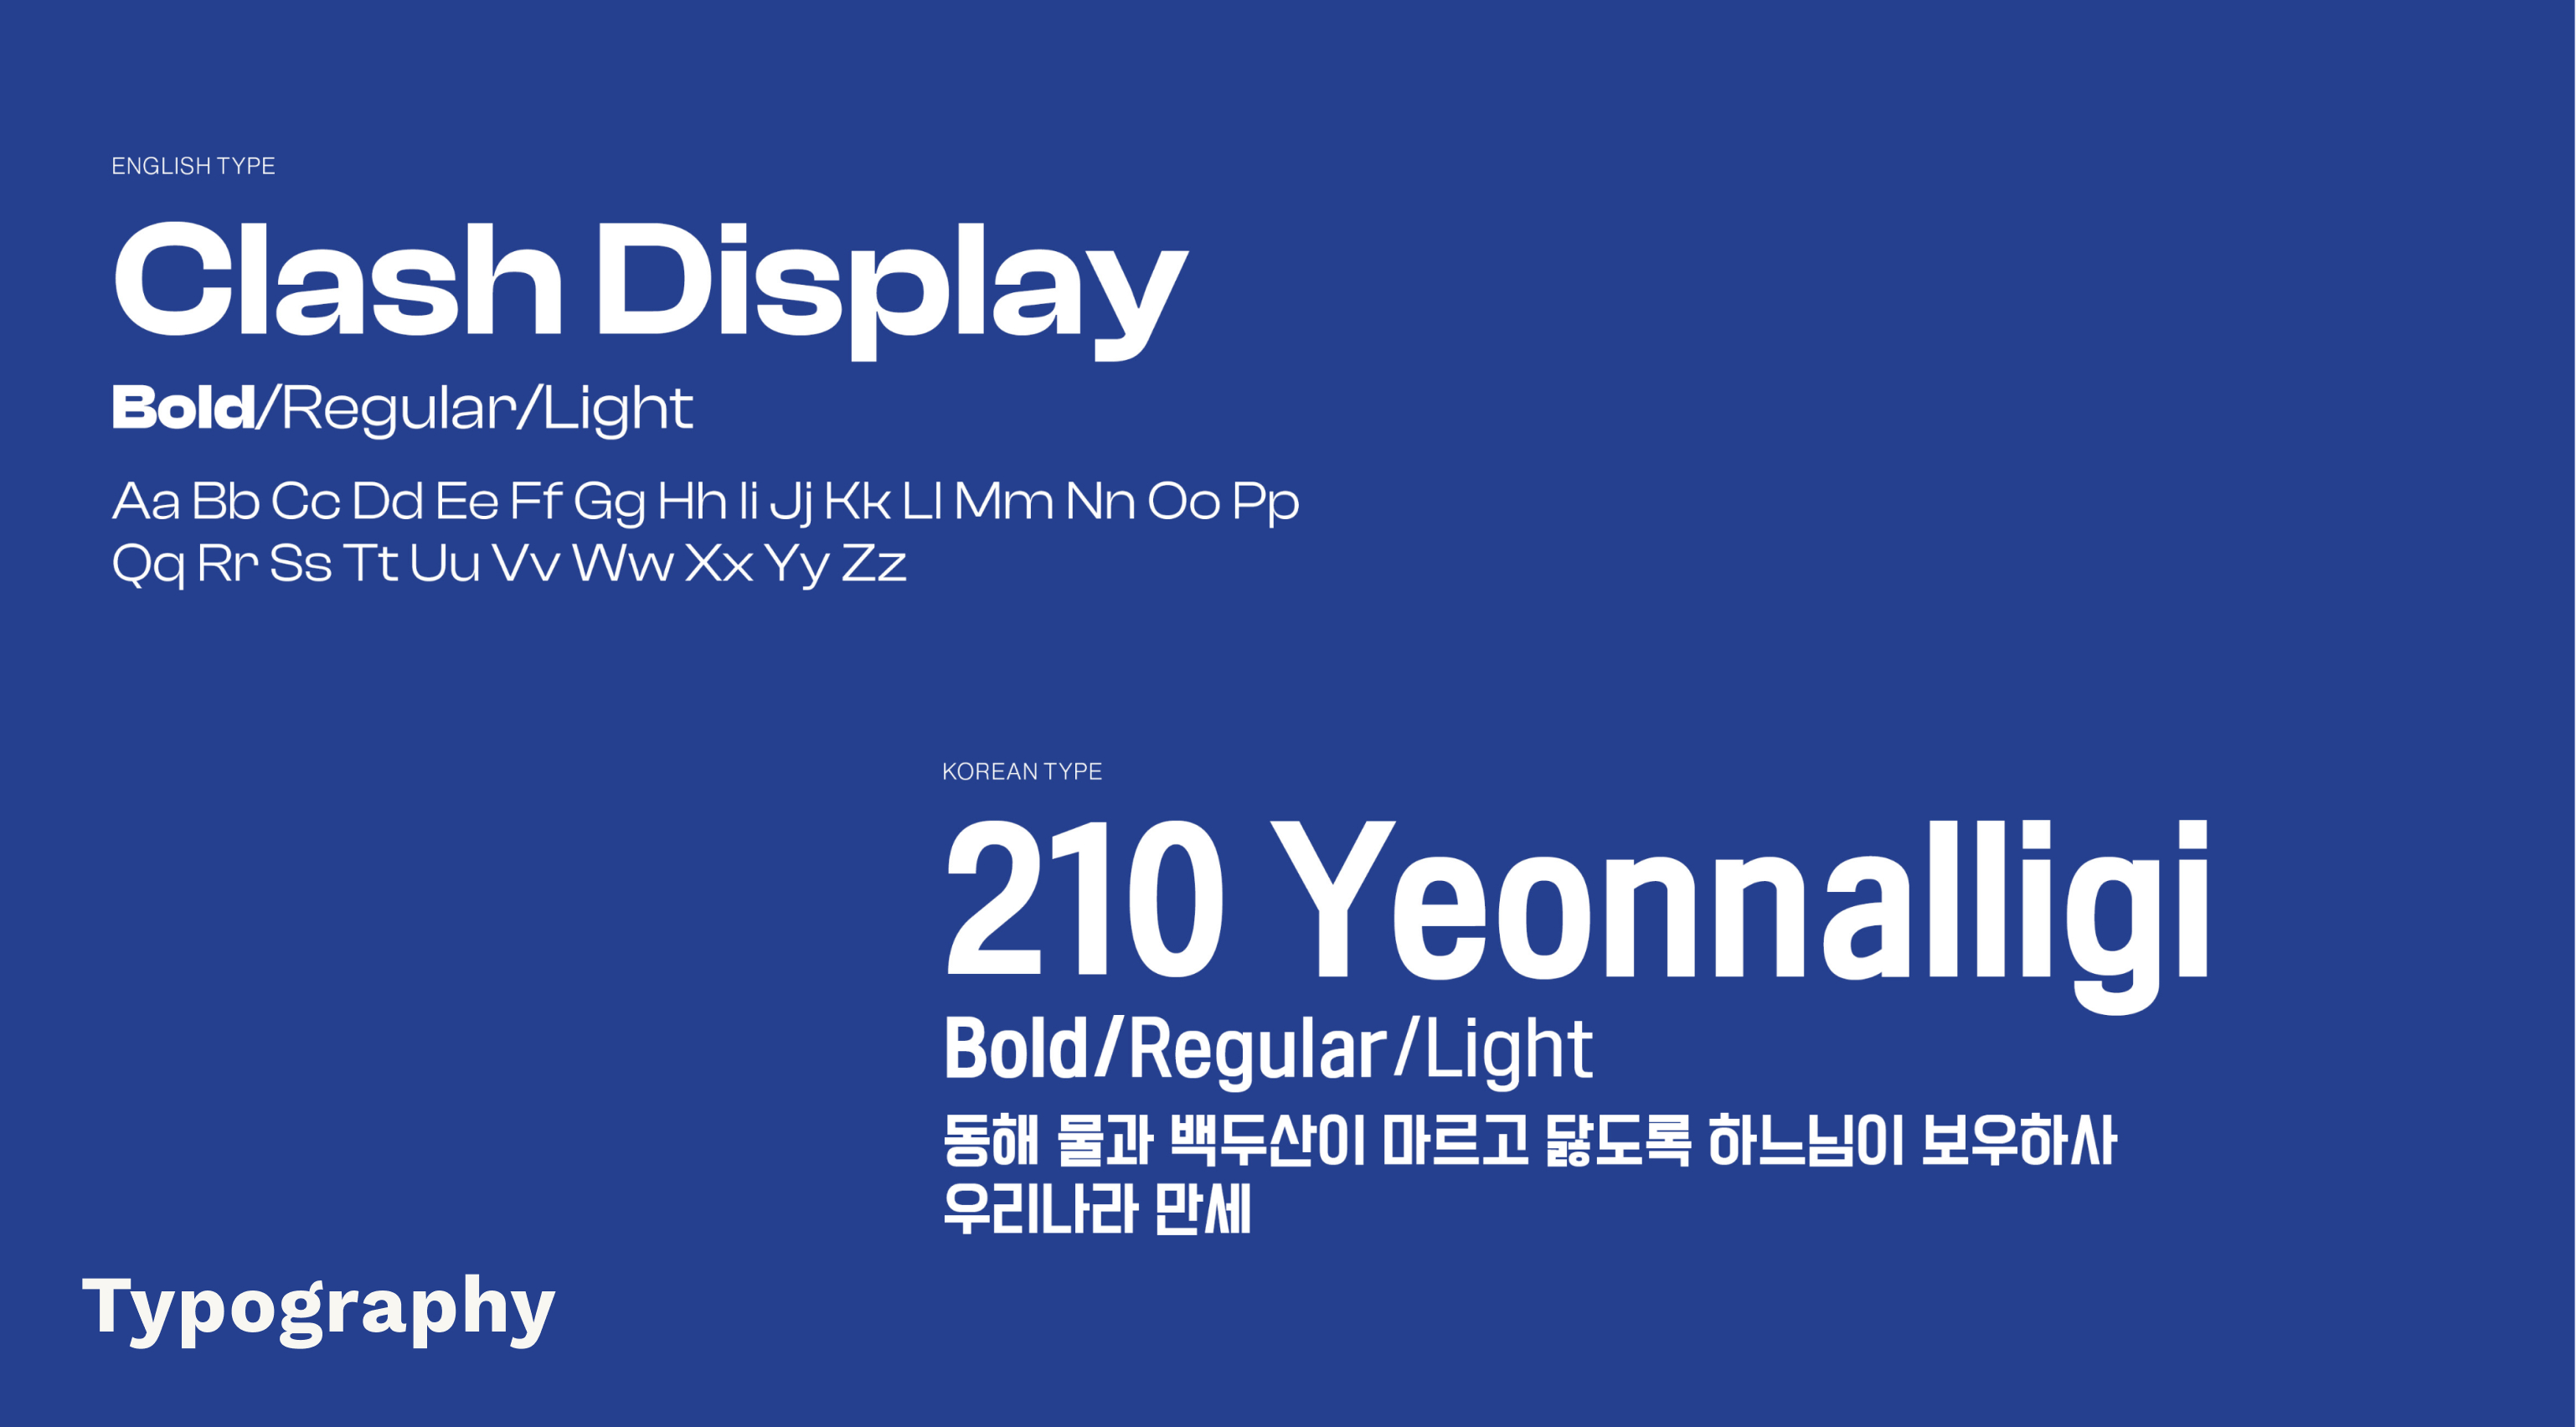 ENGLISH TYPE
Clash Display
Bold/Regular/Light
Aa Bb Cc Dd Ee Ff Gg Hh Ii Jj Kk Ll Mm Nn Oo Pp
Qq Rr Ss Tt Uu Vv Ww Xx Yy Zz
KOREAN TYPE
210 Yeonnalligi
Bold/Regular/Light
동해 물과 백두산이 마르고 닳도록 하느님이 보우하사
우리나라 만세
Typography